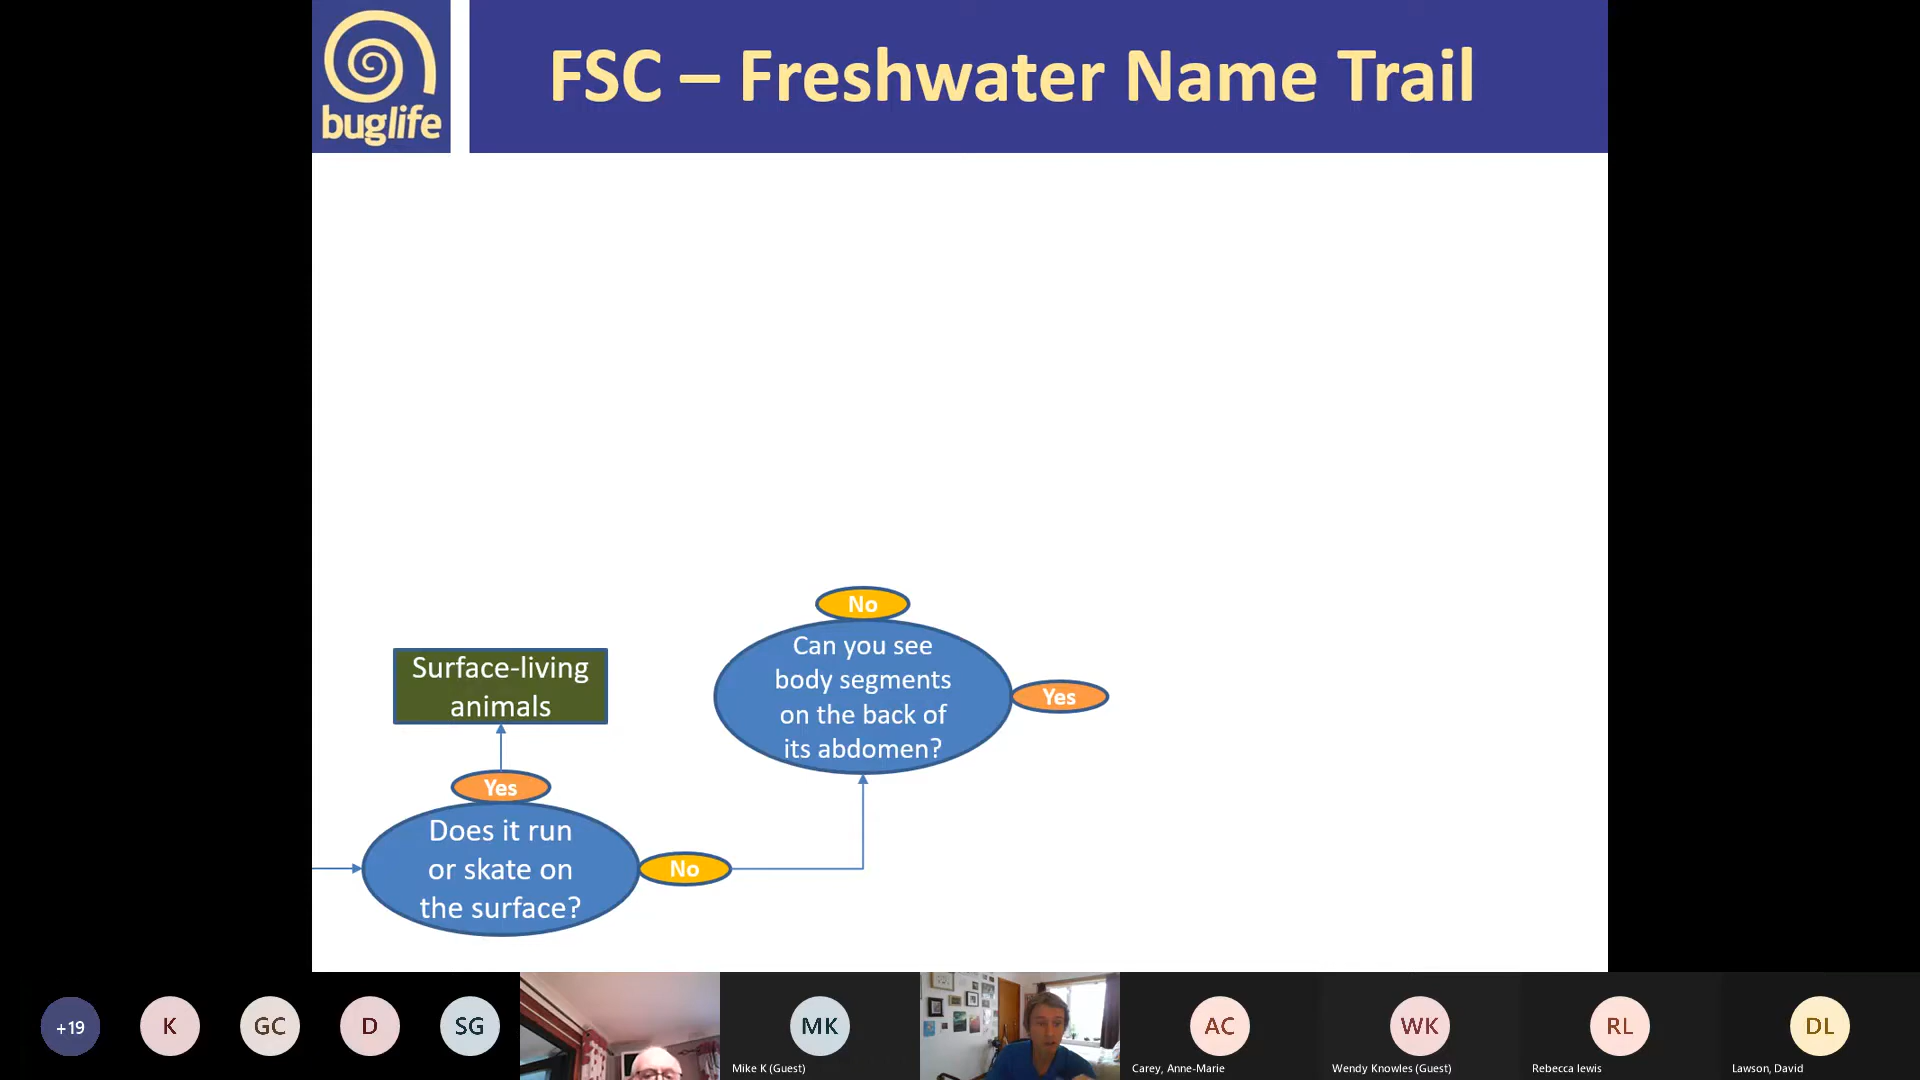 buglife
FSC – Freshwater Name Trail
No
Can you see
body segments
on the back of
its abdomen?
Yes
Surface-living
animals
Yes
Does it run
or skate on
the surface?
No
+19
K
GC
D
SG
MK
Mike K (Guest)
AC
Carey, Anne-Marie
WK
Wendy Knowles (Guest)
RL
Rebecca lewis
DL
Lawson, David